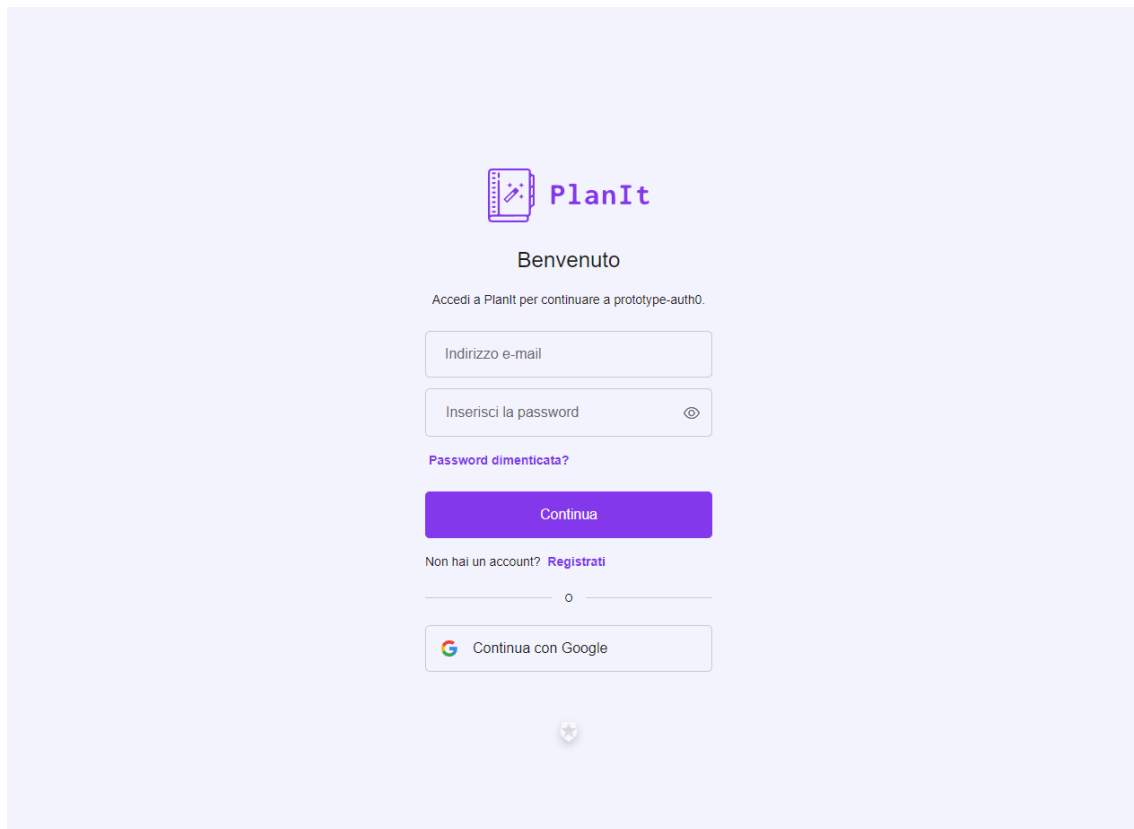 PlanIt
Benvenuto
Accedi a PlanIt per continuare a prototype-auth0.
Indirizzo e-mail
Inserisci la password
Password dimenticata?
Continua
Non hai un account? Registrati
O
Continua con Google